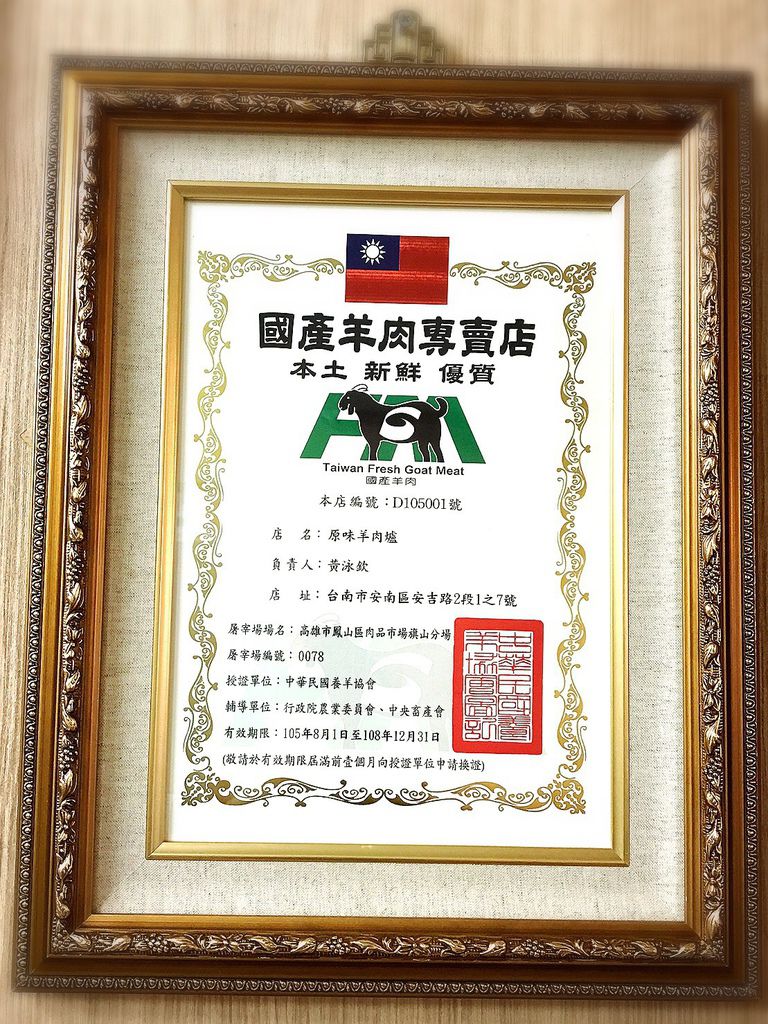 國產羊肉專賣店
本土 新鮮 優質
Taiwan Fresh Goat Meat
國產羊肉
本店編號：D105001號
店　名：原味羊肉爐
負責人：黃泳欽
店　址：台南市安南區安吉路2段1之7號
屠宰場場名：高雄市鳳山區肉品市場旗山分場
屠宰場編號：0078
授證單位：中華民國養羊協會
輔導單位：行政院農業委員會、中央畜產會
有效期限：105年8月1日至108年12月31日
(敬請於有效期限屆滿前壹個月向授證單位申請換證)